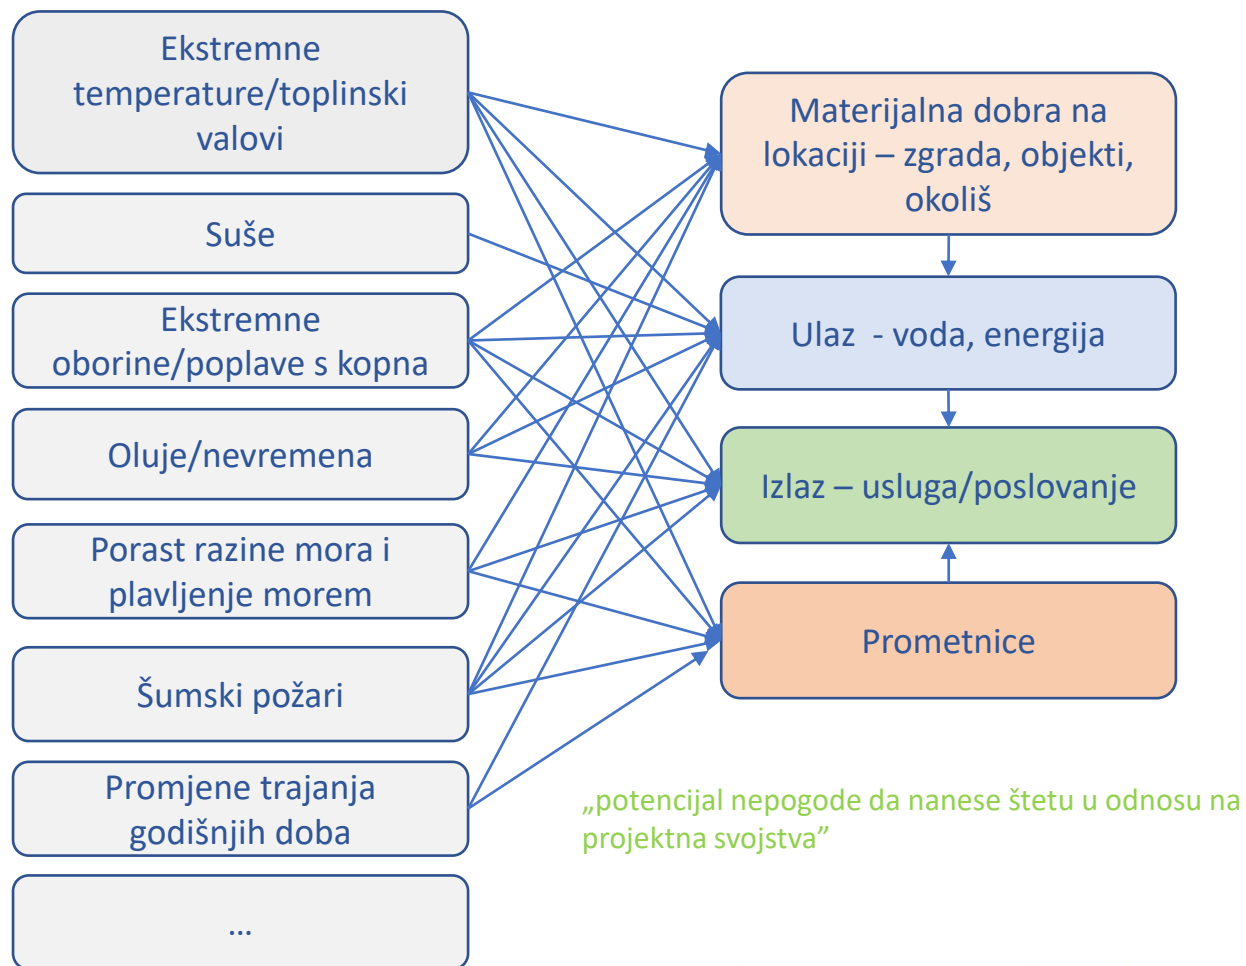 Ekstremne
temperature/toplinski
valovi
Suše
Ekstremne
oborine/poplave s kopna
Oluje/nevremena
Porast razine mora i
plavljenje morem
Šumski požari
Promjene trajanja
godišnjih doba
...
Materijalna dobra na
lokaciji – zgrada, objekti,
okoliš
Ulaz - voda, energija
Izlaz – usluga/poslovanje
Prometnice
„potencijal nepogode da nanese štetu u odnosu na
projektna svojstva”